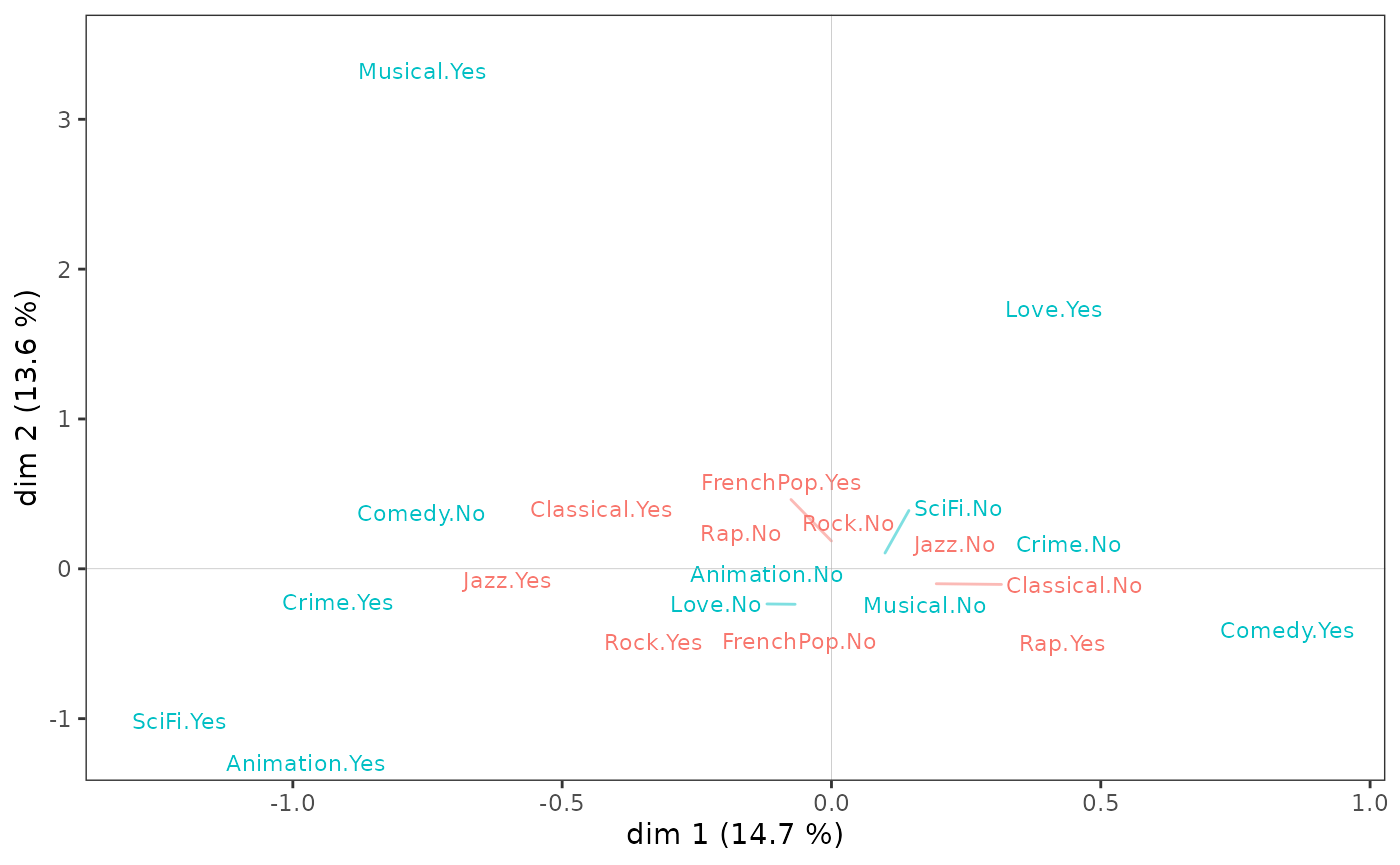 Musical.Yes
3
Love.Yes
2
dim 2 (13.6 %)
1
FrenchPop.Yes
Comedy.No Classical.Yes SciFi.No
Rock.No
Rap.No
Jazz.No Crime.No
0
Animation.No
Jazz.Yes Classical.No
Crime.Yes Love.No Musical.No
Comedy.Yes
Rock.Yes FrenchPop.No Rap.Yes
-1
SciFi.Yes
Animation.Yes
-1.0 -0.5 0.0 0.5 1.0
dim 1 (14.7 %)